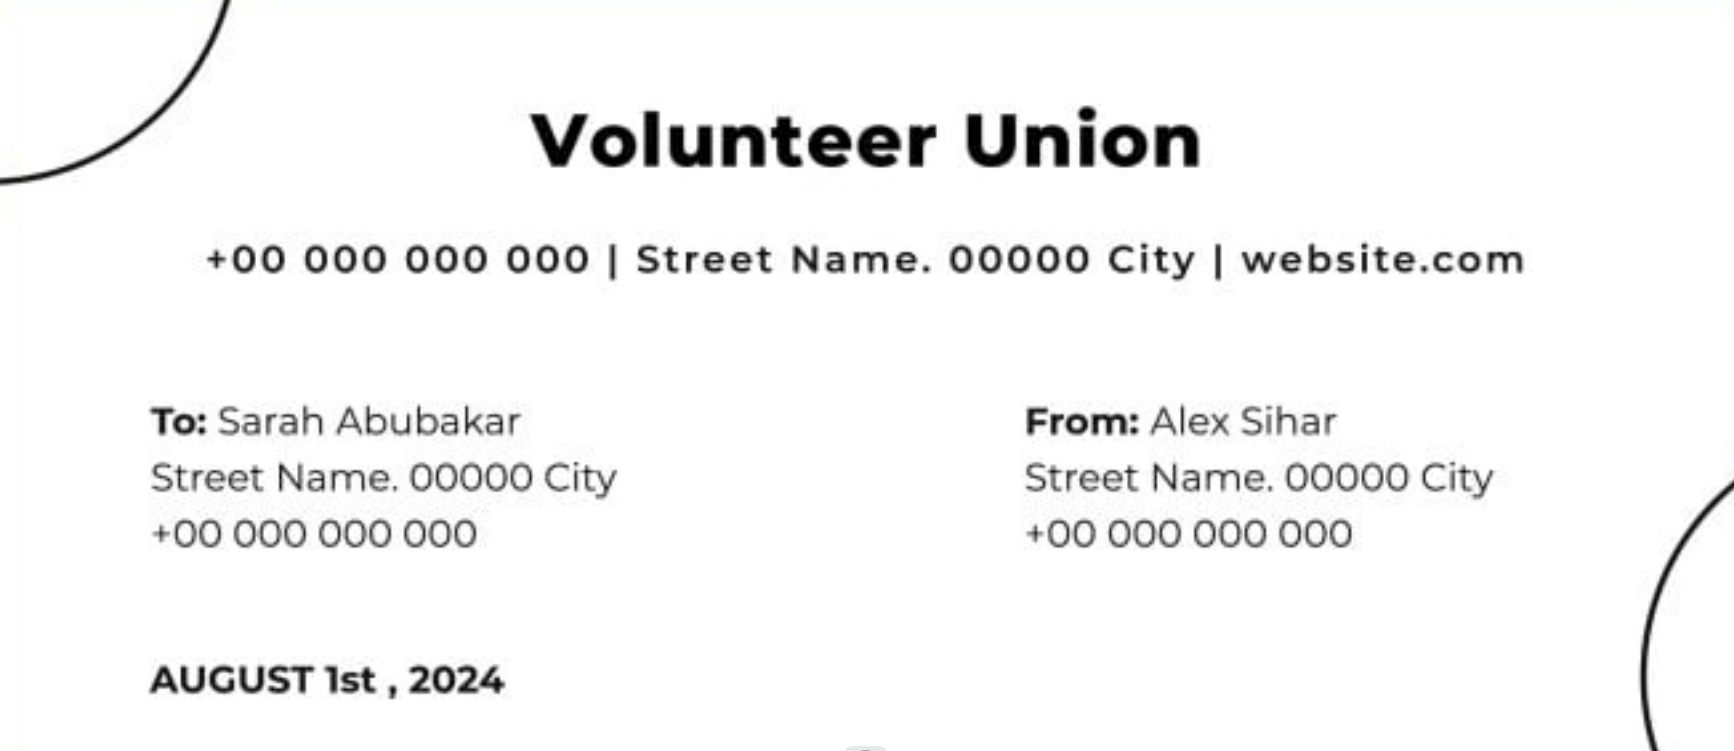 Volunteer Union
+00 000 000 000 | Street Name. 00000 City | website.com
To: Sarah Abubakar
Street Name. 00000 City
+00 000 000 000
From: Alex Sihar
Street Name. 00000 City
+00 000 000 000
AUGUST 1st , 2024